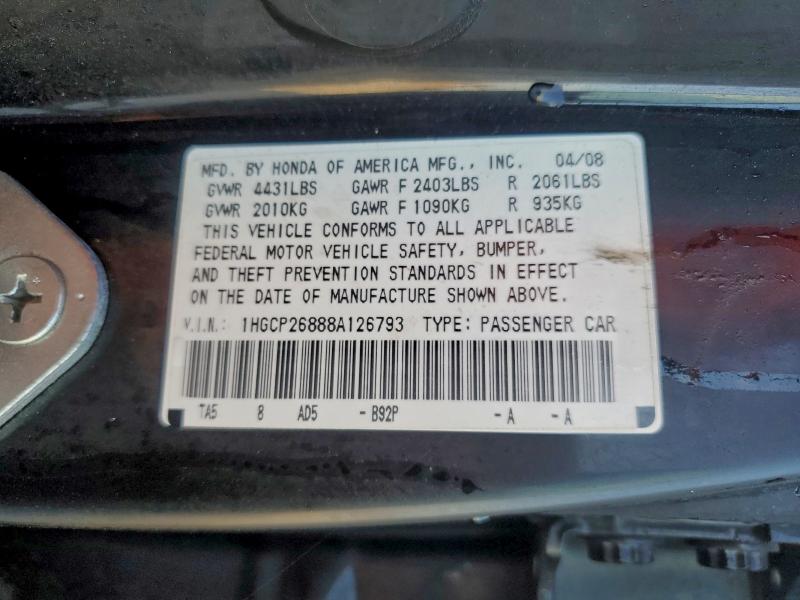 MFD. BY HONDA OF AMERICA MFG., INC. 04/08
GVWR 4431LBS GAWR F 2403LBS R 2061LBS
GVWR 2010KG GAWR F 1090KG R 935KG
THIS VEHICLE CONFORMS TO ALL APPLICABLE
FEDERAL MOTOR VEHICLE SAFETY, BUMPER,
AND THEFT PREVENTION STANDARDS IN EFFECT
ON THE DATE OF MANUFACTURE SHOWN ABOVE.
V.I.N.: 1HGCP26888A126793 TYPE: PASSENGER CAR
TA5 8 AD5 -B92P -A -A